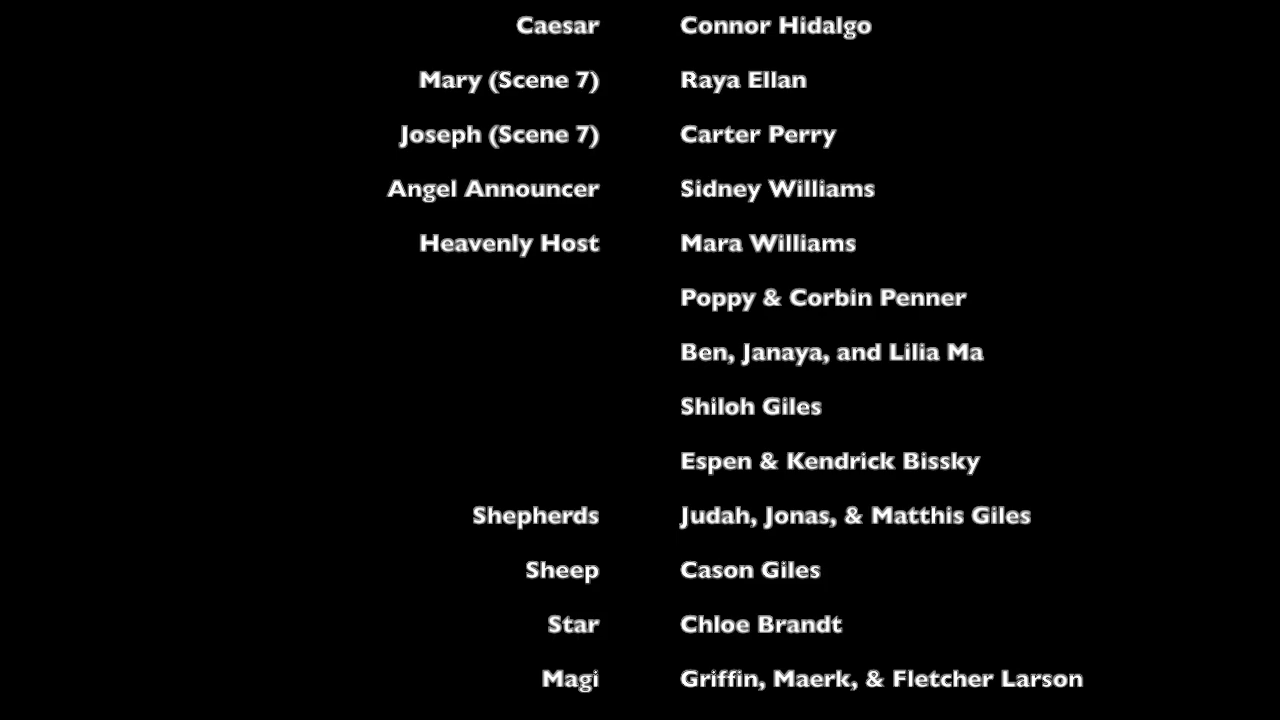 Caesar Connor Hidalgo
Mary (Scene 7) Raya Ellan
Joseph (Scene 7) Carter Perry
Angel Announcer Sidney Williams
Heavenly Host Mara Williams
Poppy & Corbin Penner
Ben, Janaya, and Lilia Ma
Shiloh Giles
Espen & Kendrick Bissky
Shepherds Judah, Jonas, & Matthis Giles
Sheep Cason Giles
Star Chloe Brandt
Magi Griffin, Maerk, & Fletcher Larson